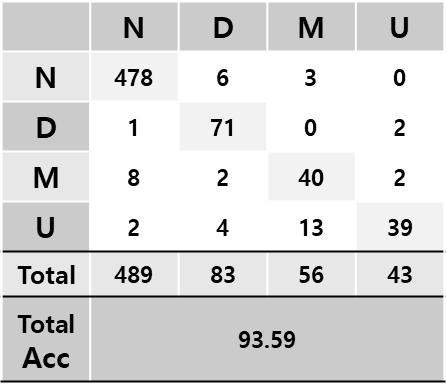 N D M U
N 478 6 3 0
D 1 71 0 2
M 8 2 40 2
U 2 4 13 39
Total 489 83 56 43
Total
Acc 93.59